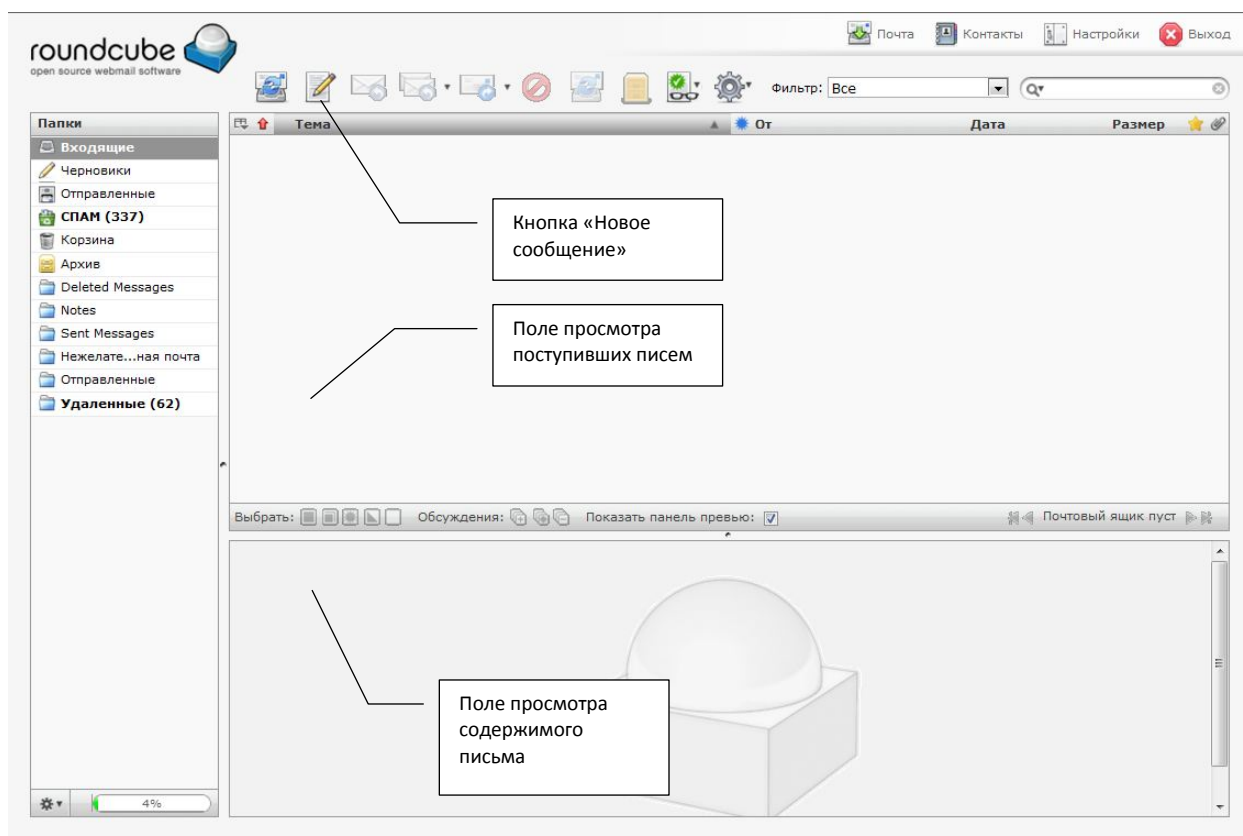 roundcube
open source webmail software
Почта Контакты Настройки Выход
Фильтр: Все
Папки
Тема От Дата Размер
Входящие
Черновики
Отправленные
СПАМ (337)
Корзина
Архив
Deleted Messages
Notes
Sent Messages
Нежелате...ная почта
Отправленные
Удаленные (62)
Кнопка «Новое
сообщение»
Поле просмотра
поступивших писем
Выбрать: Обсуждения: Показать панель превью: Почтовый ящик пуст
Поле просмотра
содержимого
письма
4%